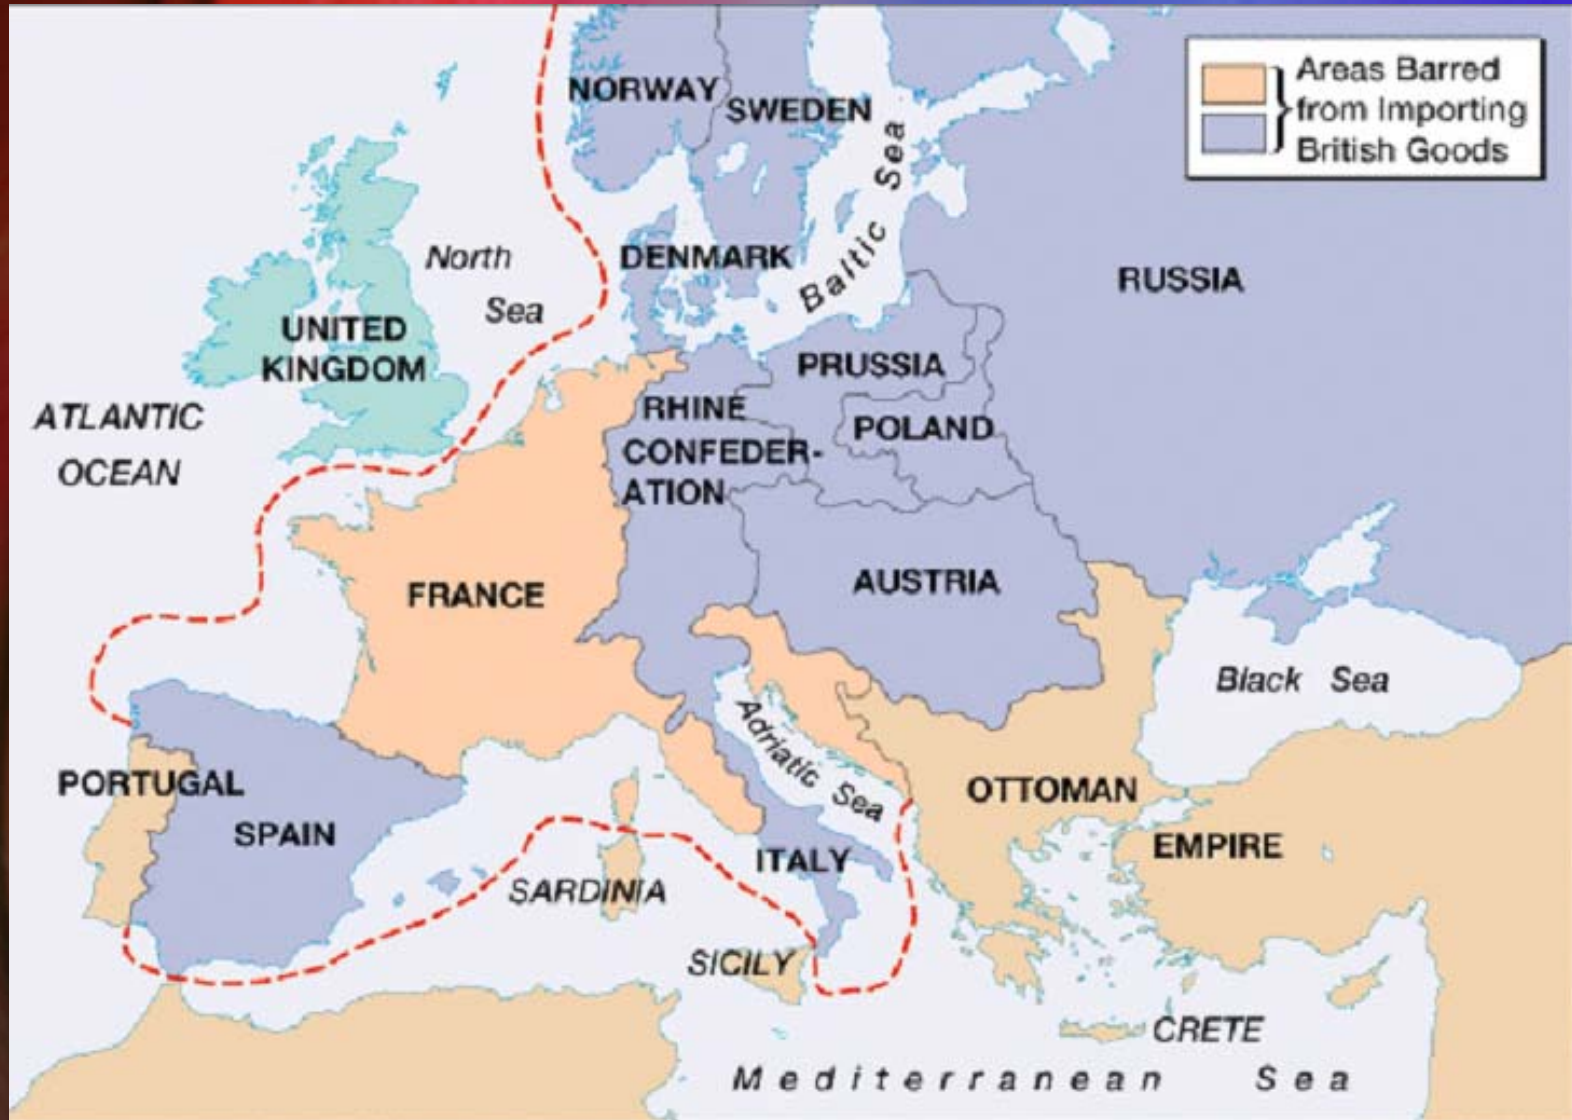 Areas Barred
from Importing
British Goods
NORWAY
SWEDEN
Baltic Sea
North
Sea
DENMARK
RUSSIA
UNITED
KINGDOM
PRUSSIA
ATLANTIC
OCEAN
RHINE
CONFEDER-
ATION
POLAND
FRANCE
AUSTRIA
Black Sea
Adriatic Sea
PORTUGAL
SPAIN
OTTOMAN
EMPIRE
ITALY
SARDINIA
SICILY
CRETE
Mediterranean Sea